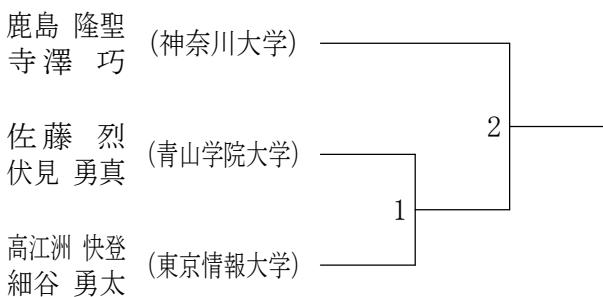 鹿島 隆聖
寺澤 巧
(神奈川大学)
2
佐藤 烈
伏見 勇真
(青山学院大学)
1
高江洲 快登
細谷 勇太
(東京情報大学)